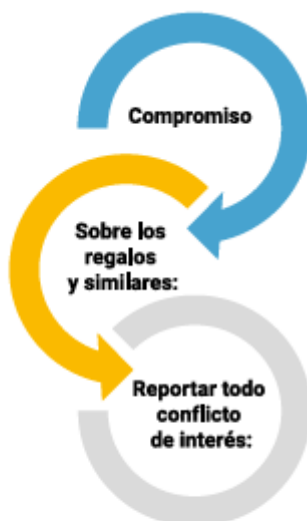 Compromiso
Sobre los
regalos
y similares:
Reportar todo
conflicto
de interés: